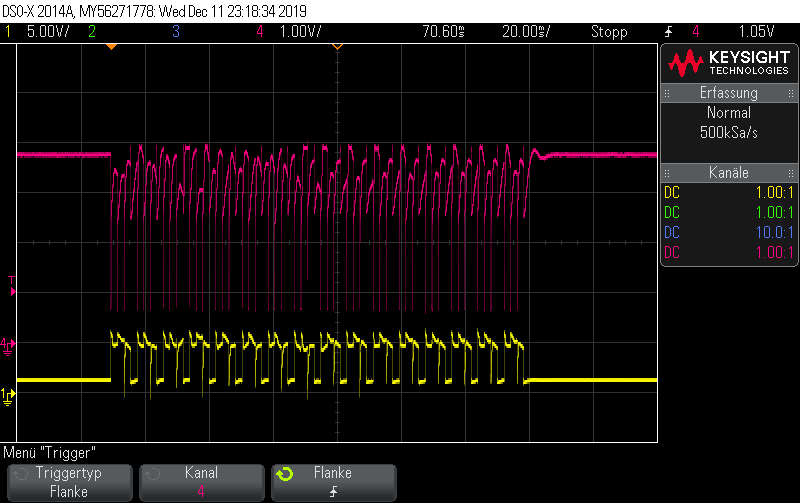 DSO-X 2014A, MY56271778: Wed Dec 11 23:18:34 2019
1 5.00V/ 2 3 4 1.00V/ 70.60s 20.00s/ Stopp 4 1.05V
KEYSIGHT
TECHNOLOGIES
Erfassung
Normal
500kSa/s
Kanäle
DC 1.00:1
DC 1.00:1
DC 10.0:1
DC 1.00:1
T
4
1
Menü "Trigger"
Triggertyp
Flanke
Kanal
4
Flanke